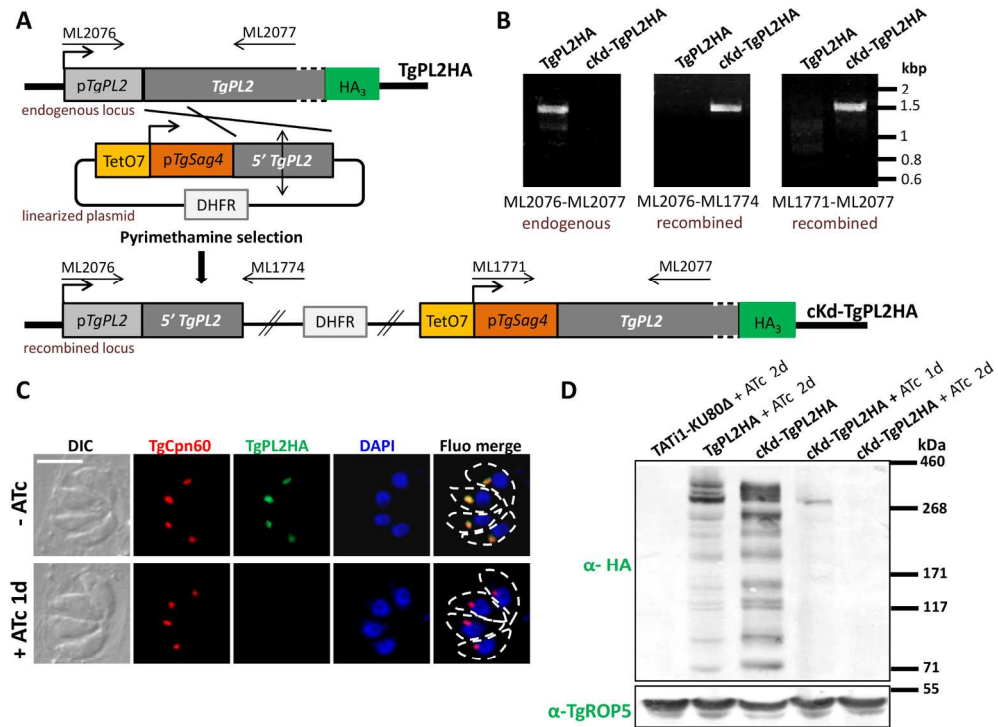 A
ML2076
ML2077
pTgPL2
TgPL2
HA3
TgPL2HA
endogenous locus
TetO7
pTgSag4
5' TgPL2
DHFR
linearized plasmid
Pyrimethamine selection
ML2076
ML1774
ML1771
ML2077
pTgPL2
5' TgPL2
DHFR
TetO7
pTgSag4
TgPL2
HA3
cKd-TgPL2HA
recombined locus
B
TgPL2HA
cKd-TgPL2HA
TgPL2HA
cKd-TgPL2HA
TgPL2HA
cKd-TgPL2HA
kbp
2
1.5
1
0.8
0.6
ML2076-ML2077
endogenous
ML2076-ML1774
recombined
ML1771-ML2077
recombined
C
DIC
TgCpn60
TgPL2HA
DAPI
Fluo merge
- ATc
+ ATc 1d
D
TATi1-KU80Δ + ATc 2d
TgPL2HA + ATc 2d
cKd-TgPL2HA
cKd-TgPL2HA + ATc 1d
cKd-TgPL2HA + ATc 2d
kDa
460
268
171
117
71
55
α- HA
α-TgROP5